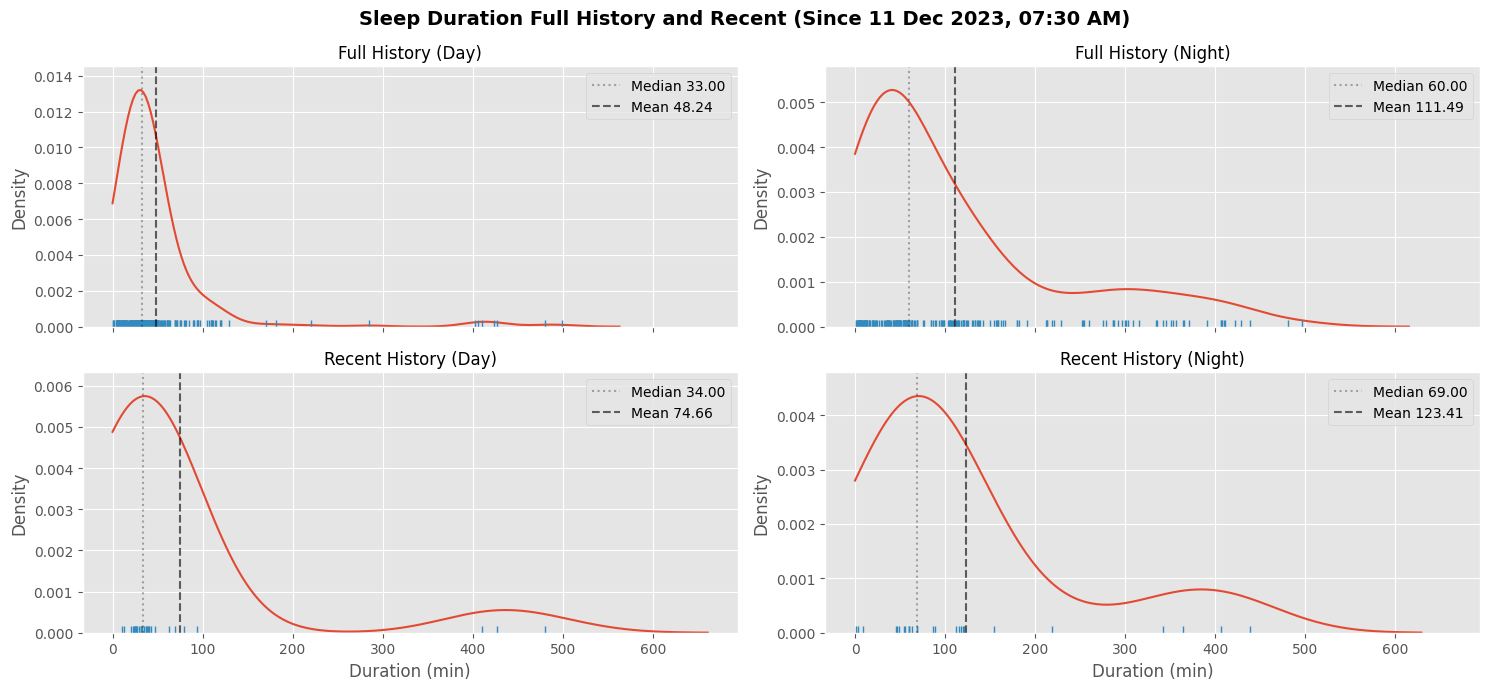 Sleep Duration Full History and Recent (Since 11 Dec 2023, 07:30 AM)
Full History (Day)
Density
0.014
0.012
0.010
0.008
0.006
0.004
0.002
0.000
Median 33.00
Mean 48.24
Full History (Night)
Density
0.005
0.004
0.003
0.002
0.001
0.000
Median 60.00
Mean 111.49
Recent History (Day)
Density
0.006
0.005
0.004
0.003
0.002
0.001
0.000
Median 34.00
Mean 74.66
0 100 200 300 400 500 600
Duration (min)
Recent History (Night)
Density
0.004
0.003
0.002
0.001
0.000
Median 69.00
Mean 123.41
0 100 200 300 400 500 600
Duration (min)